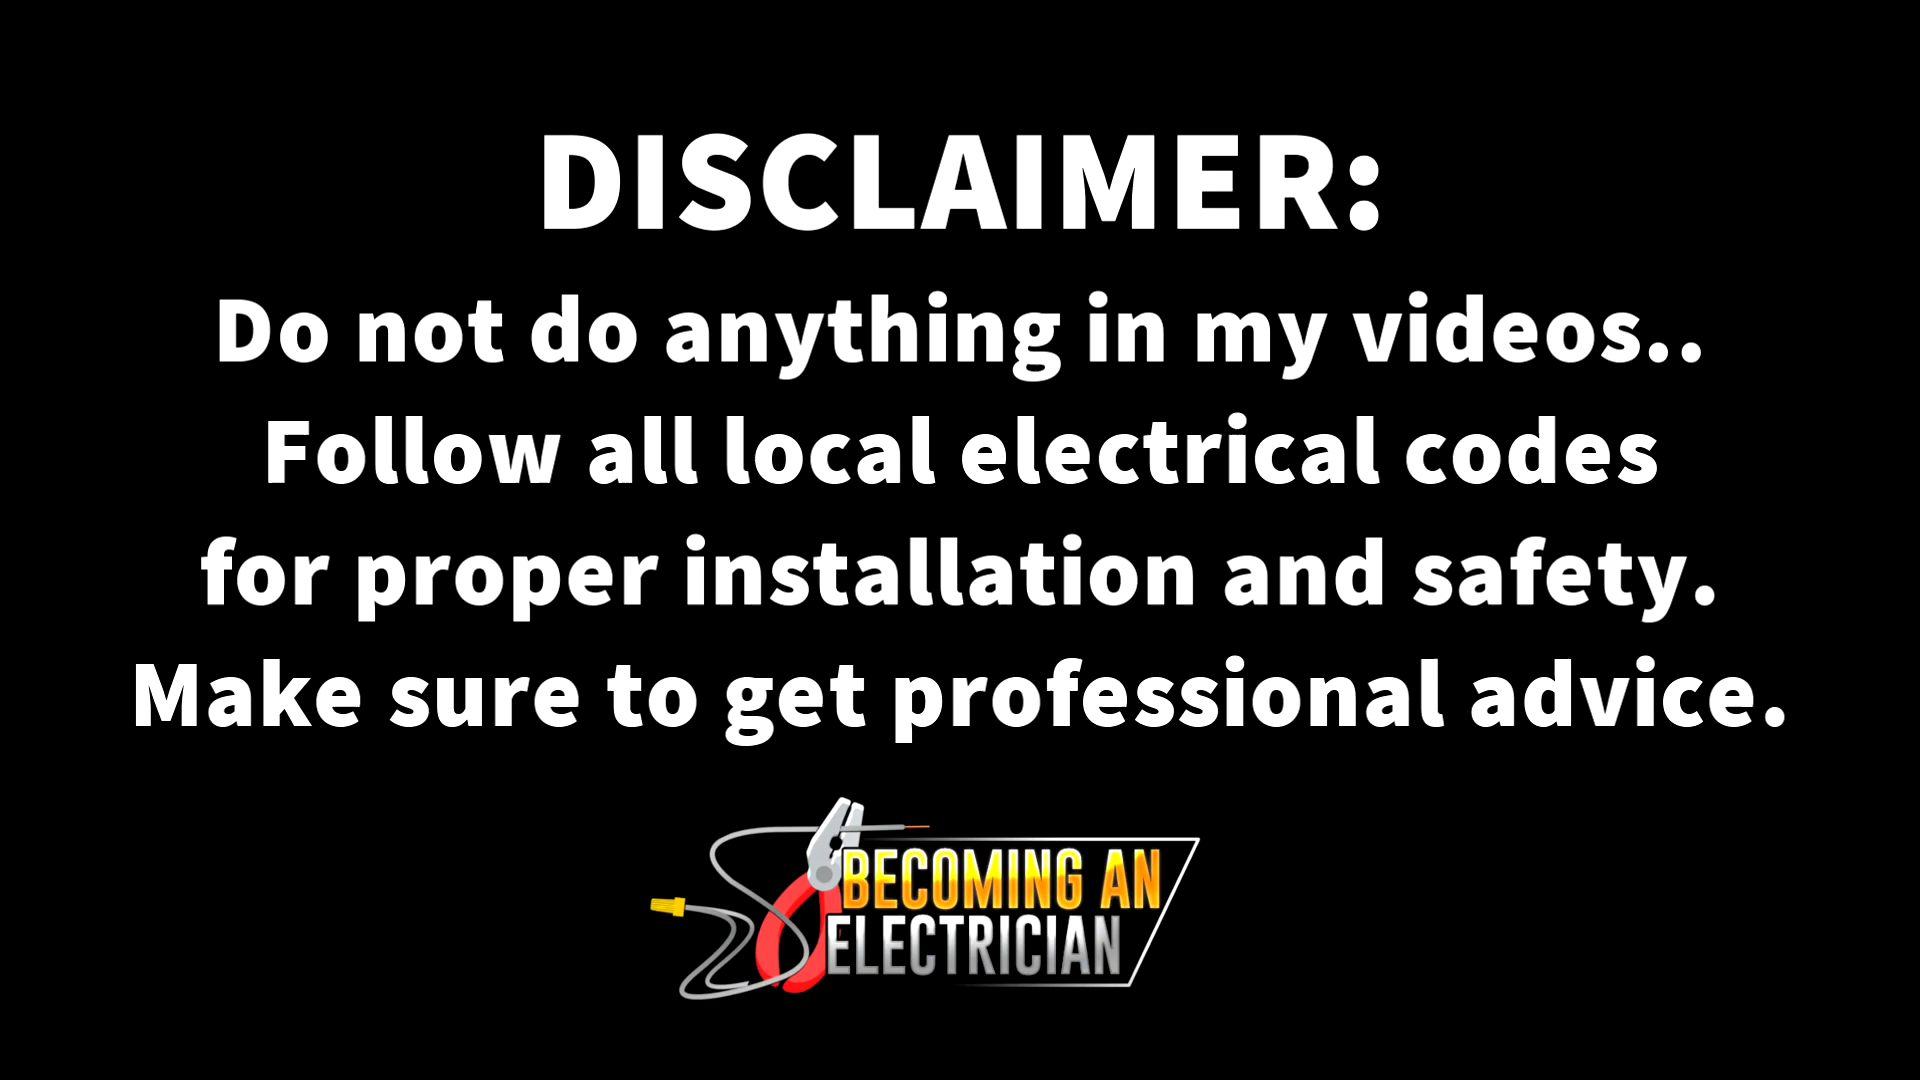 DISCLAIMER:
Do not do anything in my videos..
Follow all local electrical codes
for proper installation and safety.
Make sure to get professional advice.
BECOMING AN
ELECTRICIAN